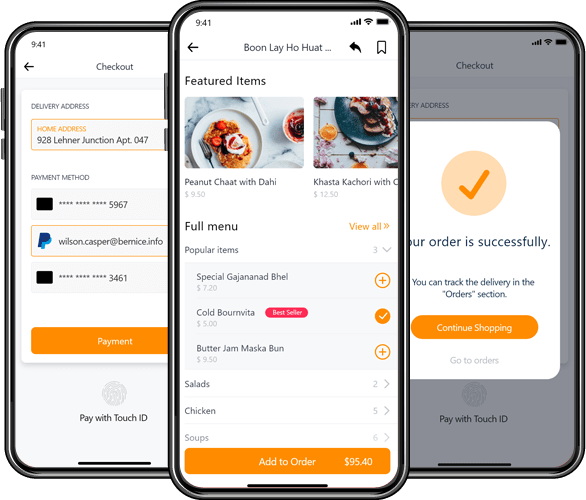 9:41
Checkout
DELIVERY ADDRESS
HOME ADDRESS
928 Lehner Junction Apt. 047
PAYMENT METHOD
**** **** **** 5967
wilson.casper@bernice.info
**** **** **** 3461
Payment
Pay with Touch ID
9:41
Boon Lay Ho Huat ...
Featured Items
Peanut Chaat with Dahi
$ 9.50
Khasta Kachori with C
$ 12.50
Full menu
View all »
Popular items
3
Special Gajananad Bhel
$ 7.20
Cold Bournvita
Best Seller
$ 5.00
Butter Jam Maska Bun
$ 9.50
Salads
2
Chicken
5
Soups
6
Add to Order
$95.40
Checkout
RY ADDRESS
our order is successfully.
You can track the delivery in the
"Orders" section.
Continue Shopping
Go to orders
Pay with Touch ID